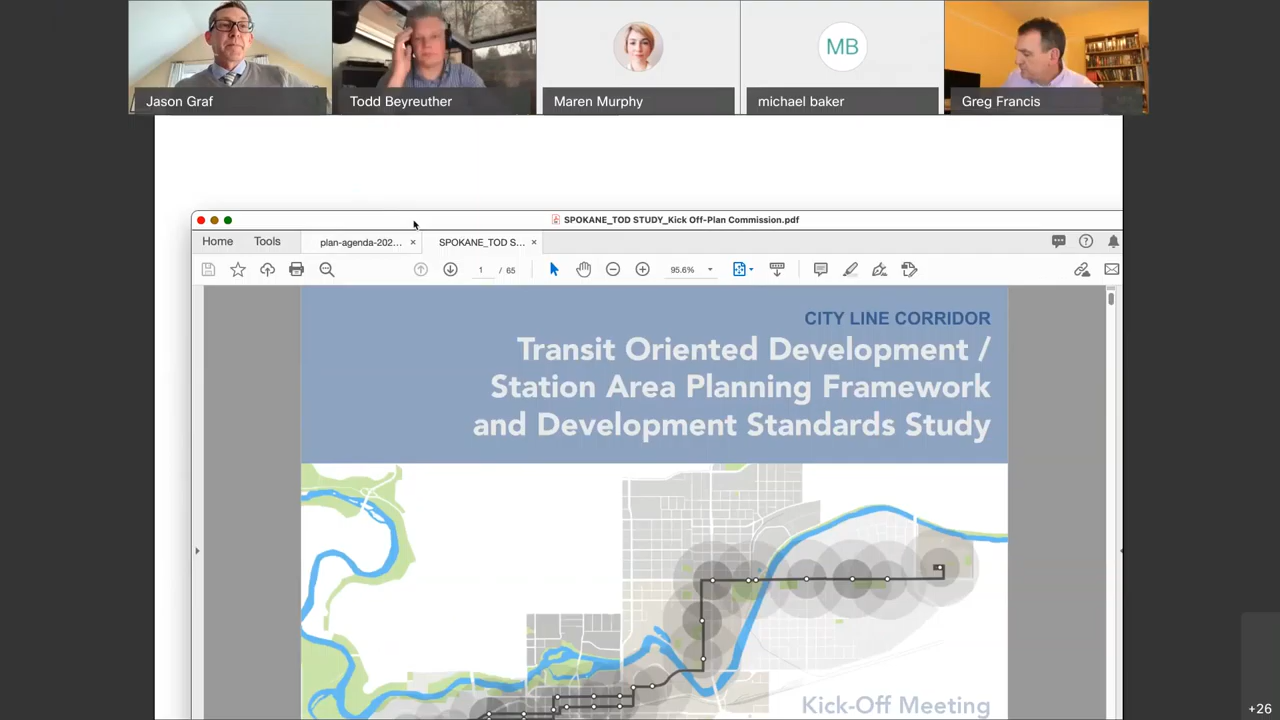 Jason Graf
Todd Beyreuther
Maren Murphy
MB
michael baker
Greg Francis
SPOKANE_TOD STUDY_Kick Off-Plan Commission.pdf
Home
Tools
plan-agenda-202...
×
SPOKANE_TOD S...
×
1 / 65
95.6%
CITY LINE CORRIDOR
Transit Oriented Development /
Station Area Planning Framework
and Development Standards Study
Kick-Off Meeting
+26